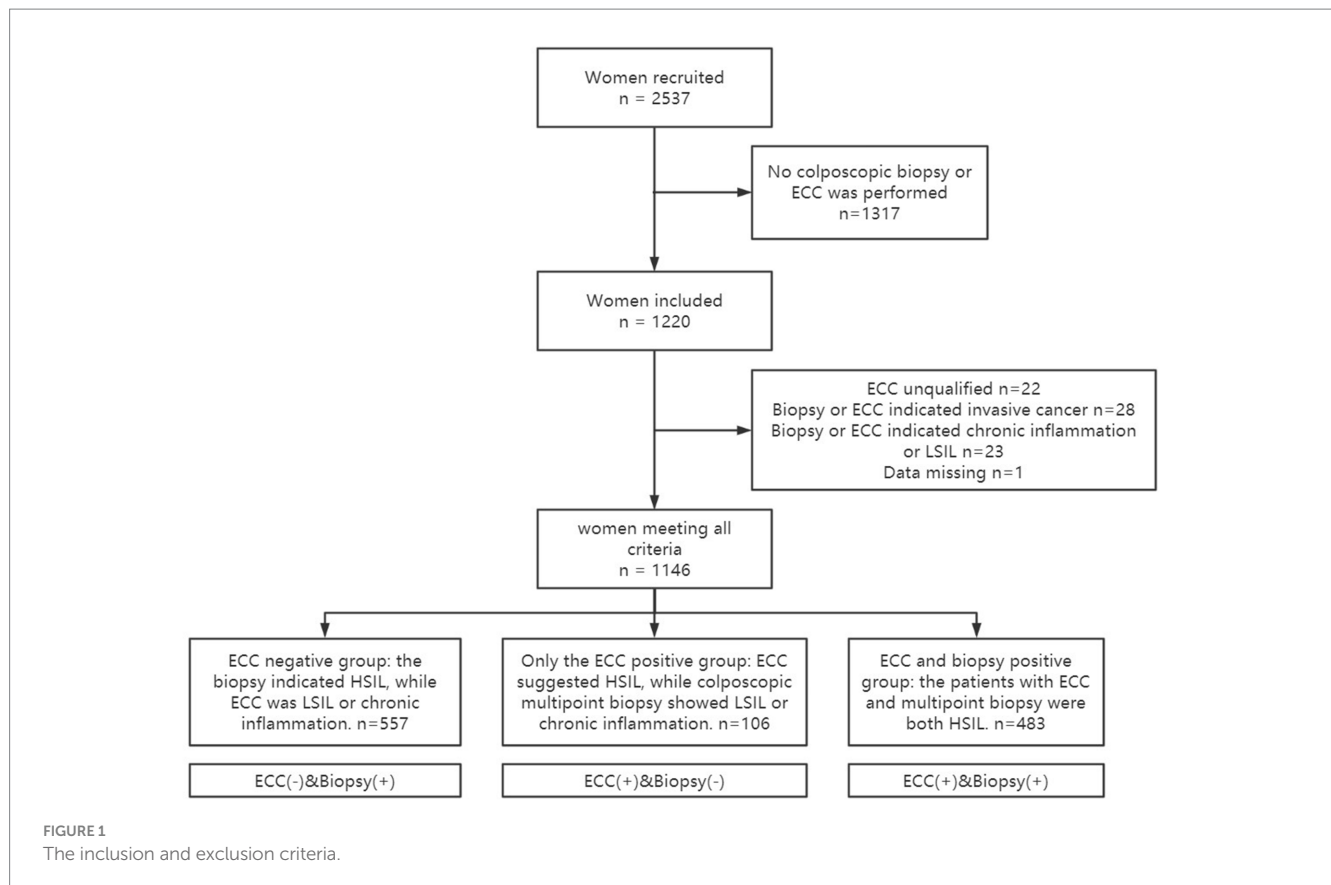 Women recruited
n = 2537
No colposcopic biopsy or
ECC was performed
n=1317
Women included
n = 1220
ECC unqualified n=22
Biopsy or ECC indicated invasive cancer n=28
Biopsy or ECC indicated chronic inflammation
or LSIL n=23
Data missing n=1
women meeting all
criteria
n = 1146
ECC negative group: the
biopsy indicated HSIL, while
ECC was LSIL or chronic
inflammation. n=557
Only the ECC positive group: ECC
suggested HSIL, while colposcopic
multipoint biopsy showed LSIL or
chronic inflammation. n=106
ECC and biopsy positive
group: the patients with ECC
and multipoint biopsy were
both HSIL. n=483
ECC(-)&Biopsy(+)
ECC(+)&Biopsy(-)
ECC(+)&Biopsy(+)
FIGURE 1
The inclusion and exclusion criteria.